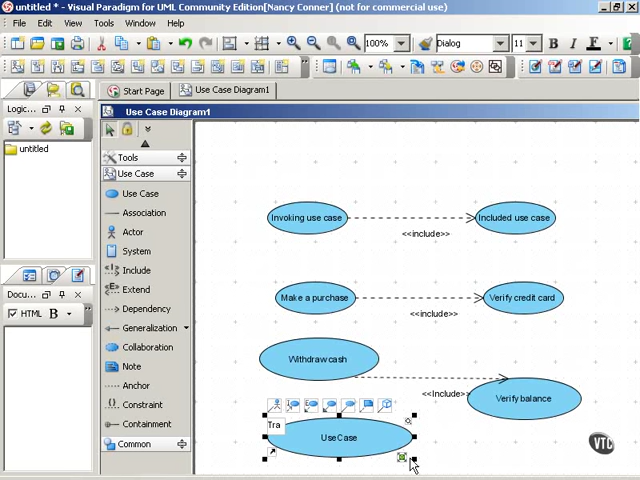 untitled * - Visual Paradigm for UML Community Edition[Nancy Conner] (not for commercial use)
File Edit View Tools Window Help
100% Dialog 11 B I F
Start Page Use Case Diagram1
Logic...
untitled
Use Case Diagram1
Tools
Use Case
Use Case
Association
Actor
System
Include
Extend
Dependency
Generalization
Collaboration
Note
Anchor
Constraint
Containment
Common
Docu...
HTML B
Invoking use case
Included use case
<<include>>
Make a purchase
Verify credit card
<<include>>
Withdraw cash
<<Include>>
Verify balance
Tra
UseCase
VTC